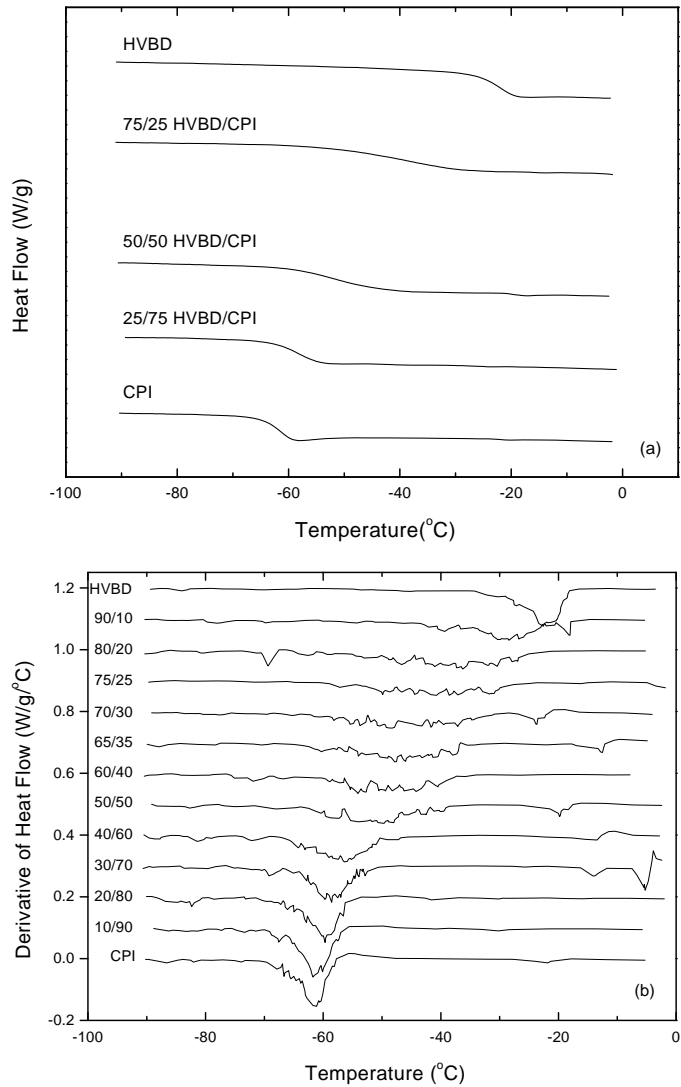 HVBD
75/25 HVBD/CPI
50/50 HVBD/CPI
25/75 HVBD/CPI
CPI
(a)
Heat Flow (W/g)
-100 -80 -60 -40 -20 0
Temperature(°C)
1.2
1.0
0.8
0.6
0.4
0.2
0.0
-0.2
HVBD
90/10
80/20
75/25
70/30
65/35
60/40
50/50
40/60
30/70
20/80
10/90
CPI
(b)
Derivative of Heat Flow (W/g/°C)
-100 -80 -60 -40 -20 0
Temperature (°C)